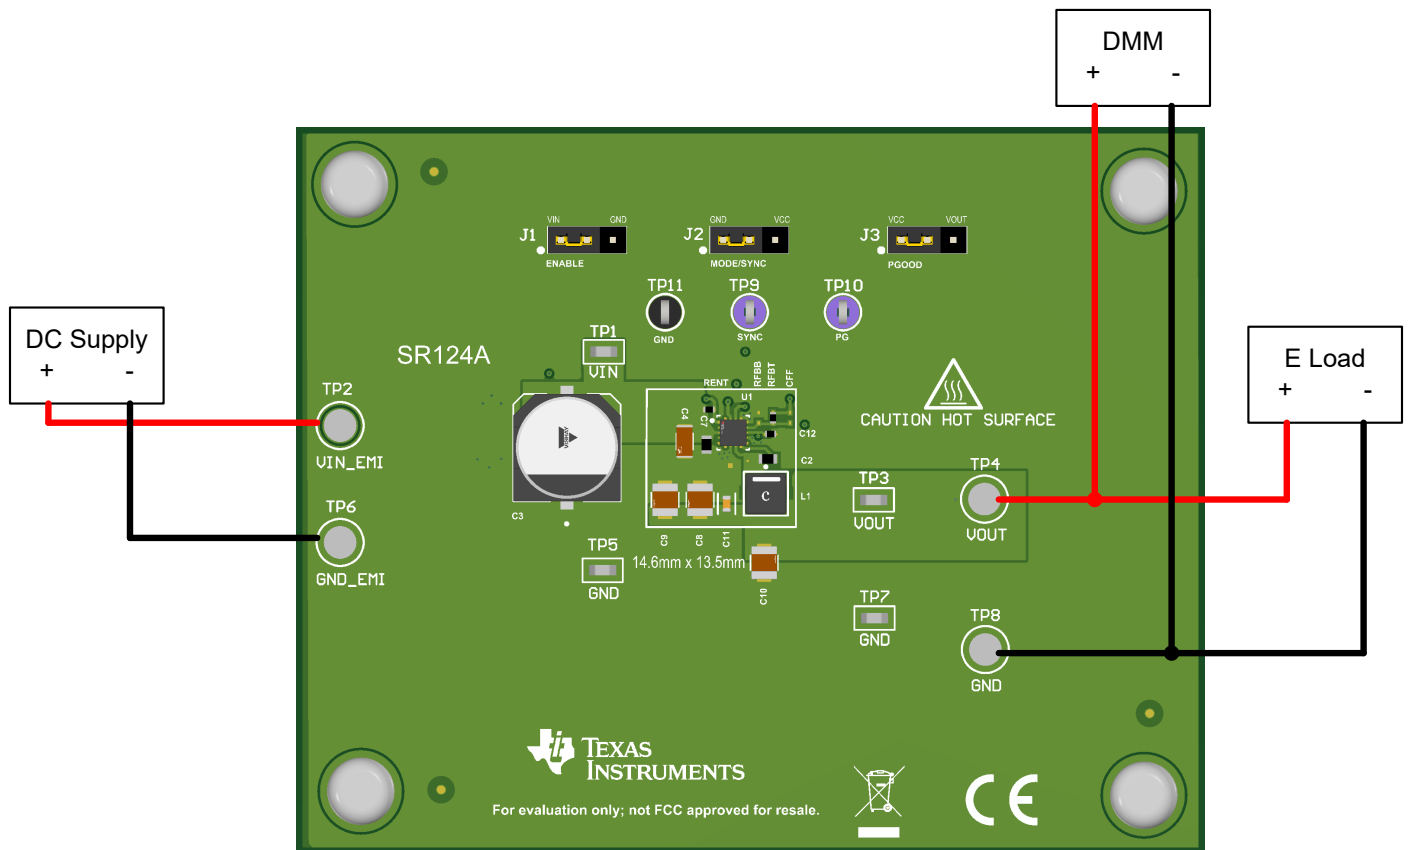 DMM
+ -
VIN GND
J1
ENABLE
GND VCC
J2
MODE/SYNC
VCC VOUT
J3
PGOOD
TP11
GND
TP9
SYNC
TP10
PG
DC Supply
+ -
E Load
+ -
SR124A
TP1
VIN
TP2
VIN_EMI
TP6
GND_EMI
RENT
RFBB
RFBT
CFF
U1
C4
C7
C12
C2
L1
c
C3
VISHAY
C9
C8
C11
14.6mm x 13.5mm
C10
CAUTION HOT SURFACE
TP3
VOUT
TP4
VOUT
TP5
GND
TP7
GND
TP8
GND
TEXAS
INSTRUMENTS
For evaluation only; not FCC approved for resale.
CE